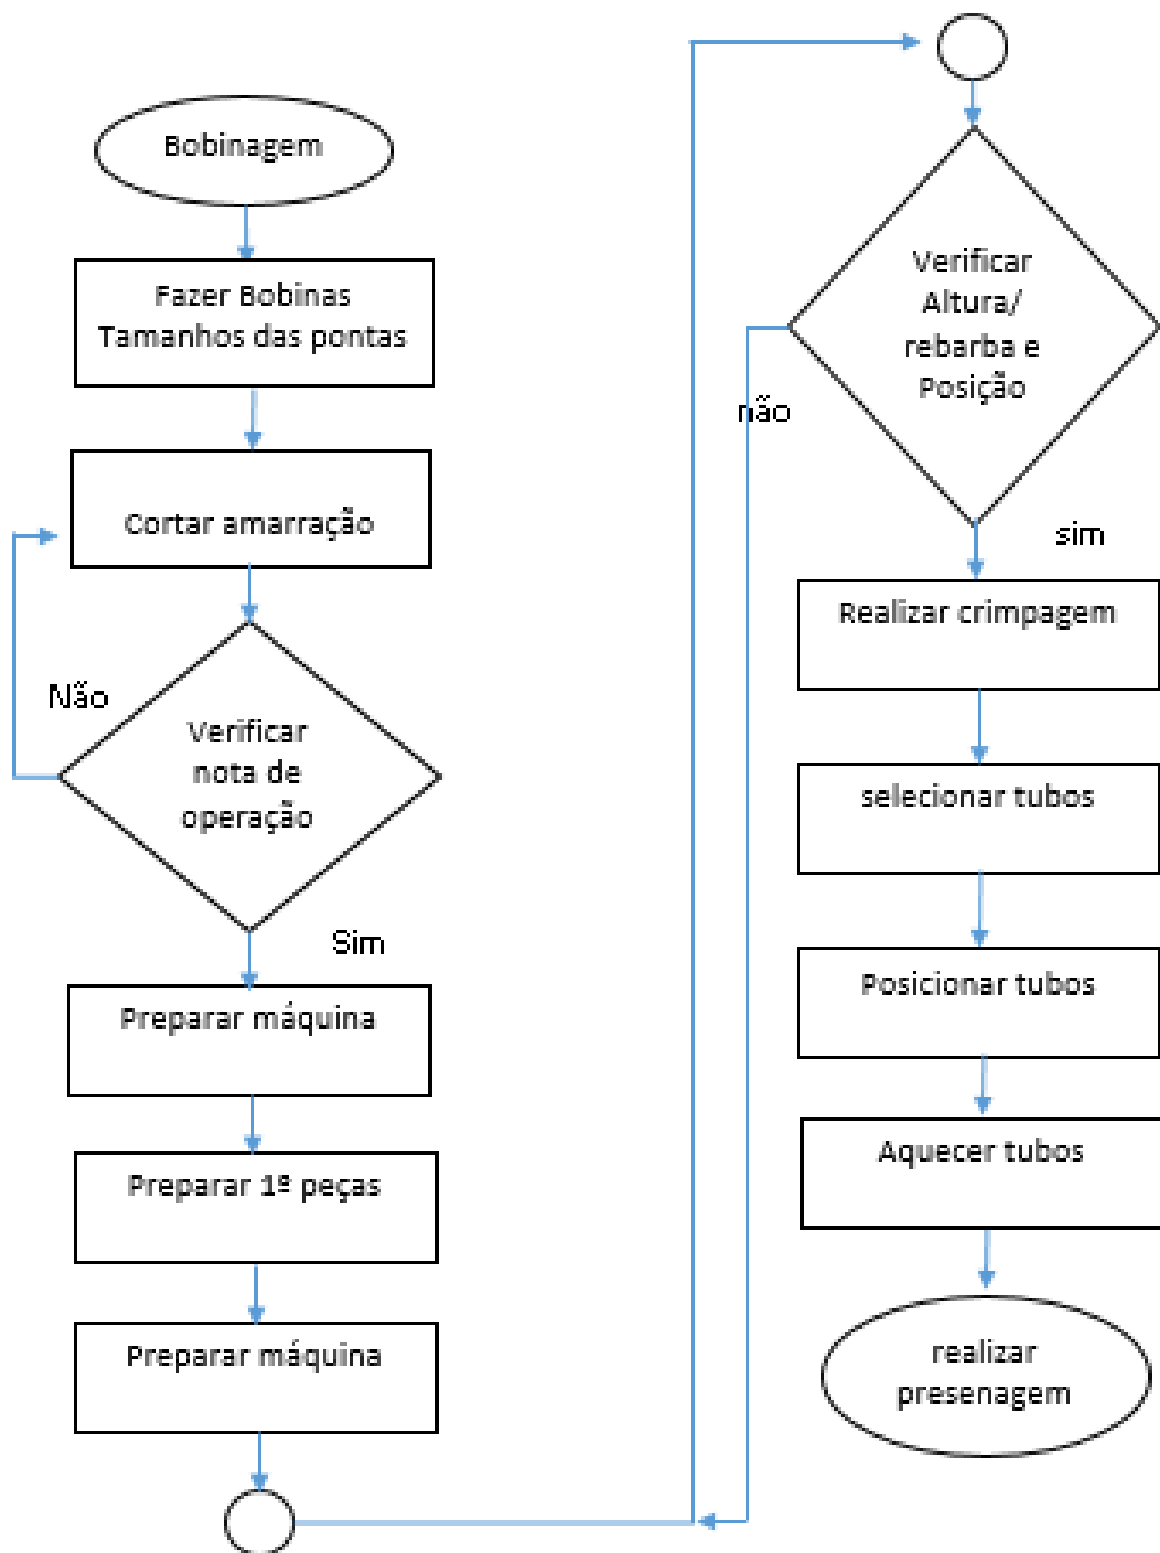 Bobinagem
Fazer Bobinas
Tamanhos das pontas
Cortar amarração
Não
Verificar
nota de
operação
Sim
Preparar máquina
Preparar 1ª peças
Preparar máquina
Verificar
Altura/
rebarba e
Posição
não
sim
Realizar crimpagem
selecionar tubos
Posicionar tubos
Aquecer tubos
realizar
presenagem